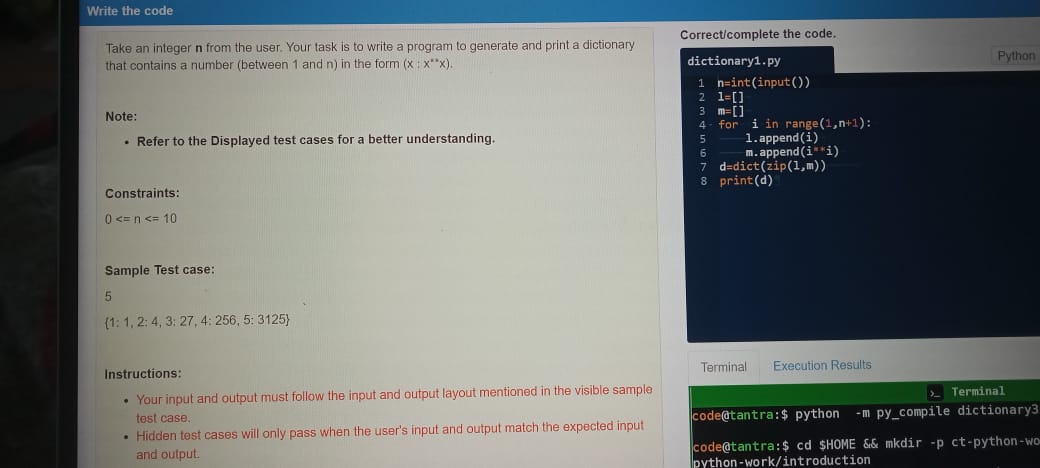 Write the code
Take an integer n from the user. Your task is to write a program to generate and print a dictionary
that contains a number (between 1 and n) in the form (x : x**x).
Note:
• Refer to the Displayed test cases for a better understanding.
Constraints:
0 <= n <= 10
Sample Test case:
5
{1: 1, 2: 4, 3: 27, 4: 256, 5: 3125}
Instructions:
• Your input and output must follow the input and output layout mentioned in the visible sample
test case.
• Hidden test cases will only pass when the user's input and output match the expected input
and output.
Correct/complete the code.
dictionary1.py
Python
1 n=int(input())
2 l=[]
3 m=[]
4 - for i in range(1,n+1):
5 l.append(i)
6 m.append(i**i)
7 d=dict(zip(l,m))
8 print(d)
Terminal Execution Results
>_ Terminal
code@tantra:$ python -m py_compile dictionary3
code@tantra:$ cd $HOME && mkdir -p ct-python-wo
python-work/introduction